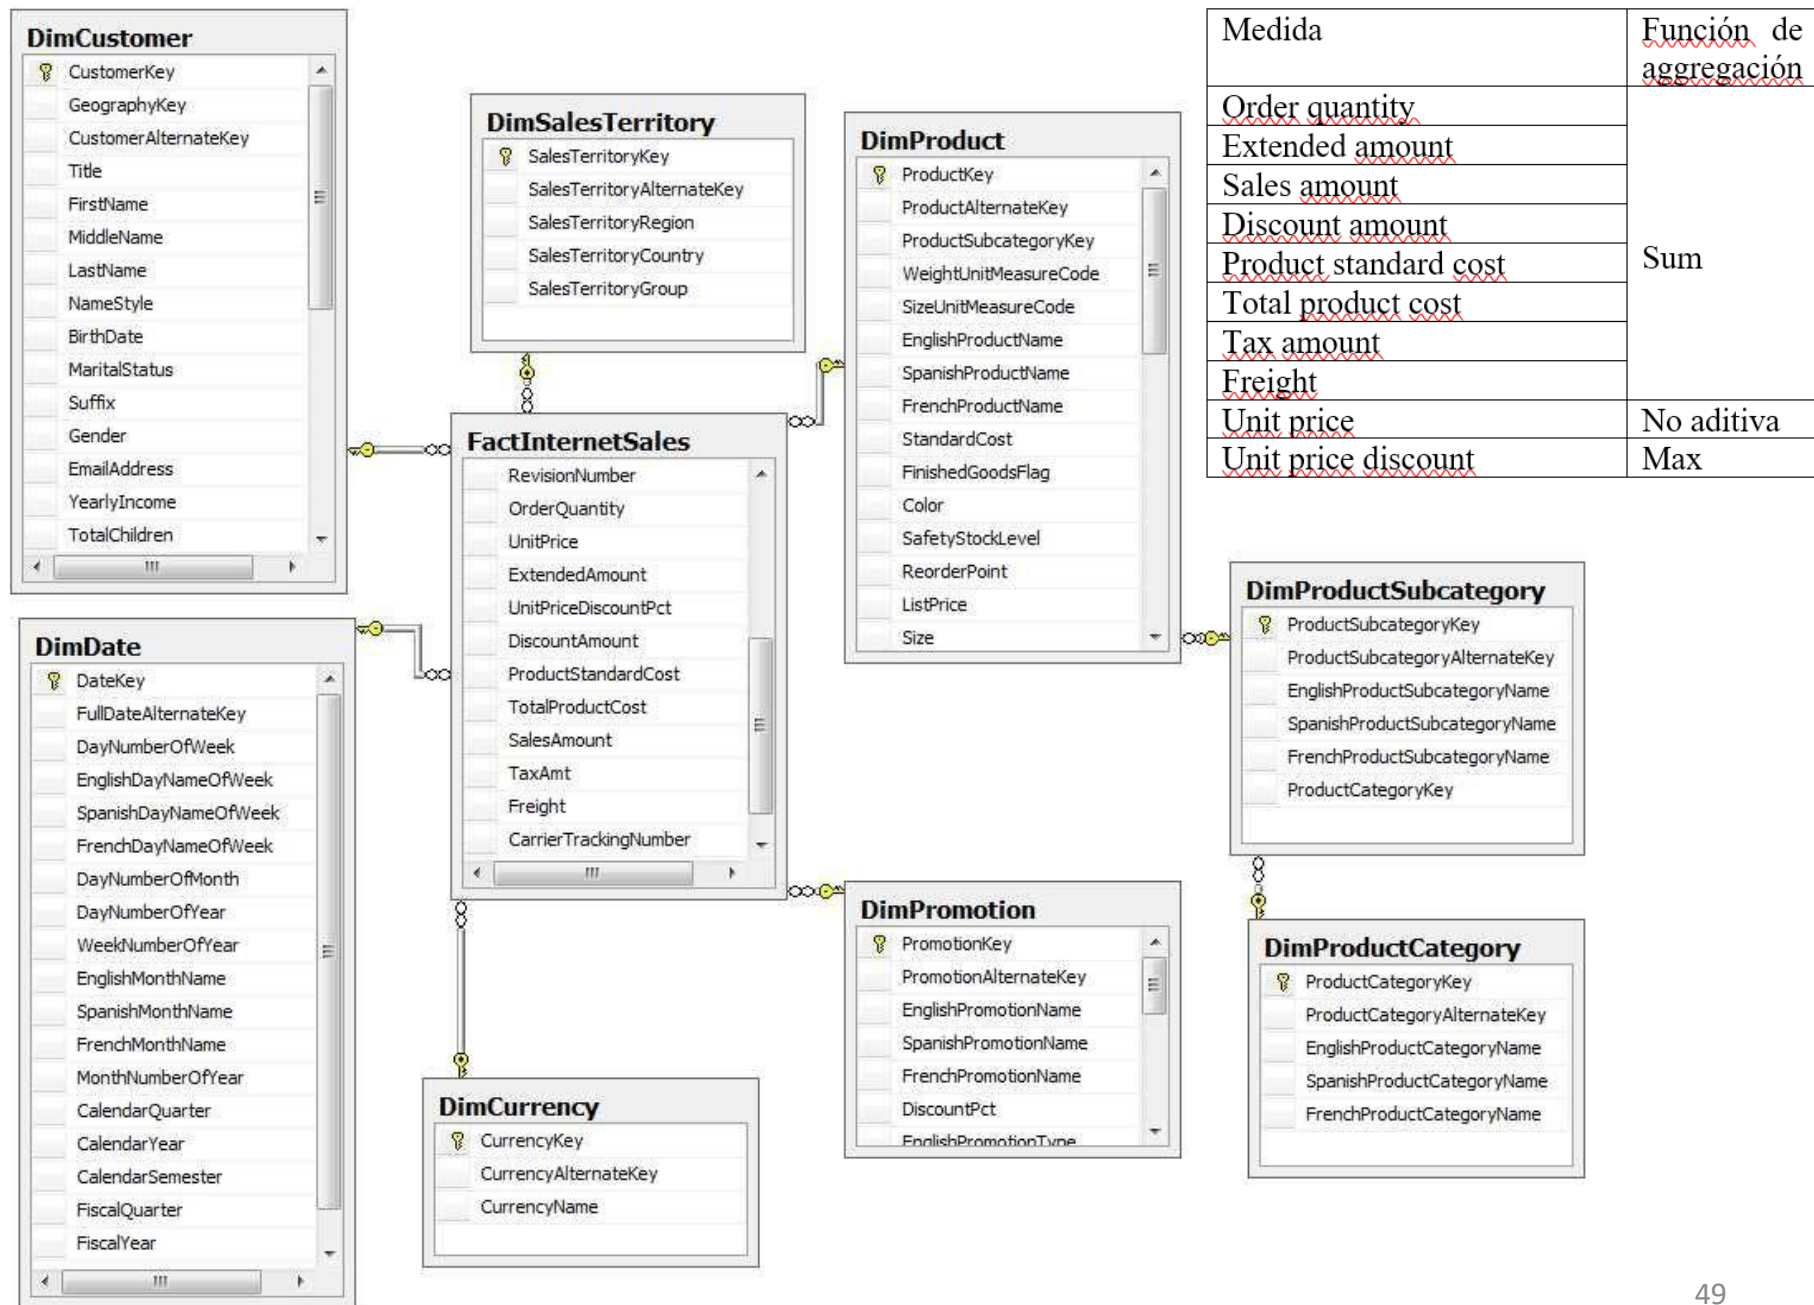 DimCustomer
CustomerKey
GeographyKey
CustomerAlternateKey
Title
FirstName
MiddleName
LastName
NameStyle
BirthDate
MaritalStatus
Suffix
Gender
EmailAddress
YearlyIncome
TotalChildren
DimSalesTerritory
SalesTerritoryKey
SalesTerritoryAlternateKey
SalesTerritoryRegion
SalesTerritoryCountry
SalesTerritoryGroup
DimProduct
ProductKey
ProductAlternateKey
ProductSubcategoryKey
WeightUnitMeasureCode
SizeUnitMeasureCode
EnglishProductName
SpanishProductName
FrenchProductName
StandardCost
FinishedGoodsFlag
Color
SafetyStockLevel
ReorderPoint
ListPrice
Size
Medida
Función de
aggregación
Order quantity
Extended amount
Sales amount
Discount amount
Product standard cost
Total product cost
Tax amount
Freight
Sum
Unit price
No aditiva
Unit price discount
Max
FactInternetSales
RevisionNumber
OrderQuantity
UnitPrice
ExtendedAmount
UnitPriceDiscountPct
DiscountAmount
ProductStandardCost
TotalProductCost
SalesAmount
TaxAmt
Freight
CarrierTrackingNumber
DimProductSubcategory
ProductSubcategoryKey
ProductSubcategoryAlternateKey
EnglishProductSubcategoryName
SpanishProductSubcategoryName
FrenchProductSubcategoryName
ProductCategoryKey
DimDate
DateKey
FullDateAlternateKey
DayNumberOfWeek
EnglishDayNameOfWeek
SpanishDayNameOfWeek
FrenchDayNameOfWeek
DayNumberOfMonth
DayNumberOfYear
WeekNumberOfYear
EnglishMonthName
SpanishMonthName
FrenchMonthName
MonthNumberOfYear
CalendarQuarter
CalendarYear
CalendarSemester
FiscalQuarter
FiscalYear
DimCurrency
CurrencyKey
CurrencyAlternateKey
CurrencyName
DimPromotion
PromotionKey
PromotionAlternateKey
EnglishPromotionName
SpanishPromotionName
FrenchPromotionName
DiscountPct
EnglishPromotionType
DimProductCategory
ProductCategoryKey
ProductCategoryAlternateKey
EnglishProductCategoryName
SpanishProductCategoryName
FrenchProductCategoryName
49